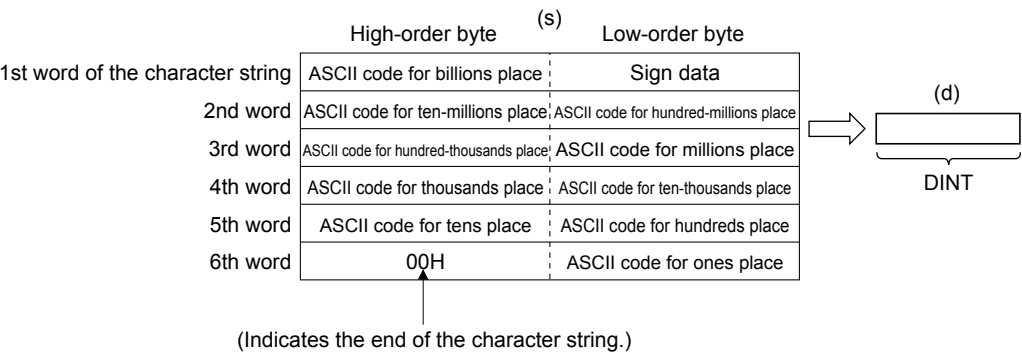 (s)
High-order byte Low-order byte
1st word of the character string ASCII code for billions place Sign data
2nd word ASCII code for ten-millions place ASCII code for hundred-millions place
3rd word ASCII code for hundred-thousands place ASCII code for millions place
4th word ASCII code for thousands place ASCII code for ten-thousands place
5th word ASCII code for tens place ASCII code for hundreds place
6th word 00H ASCII code for ones place
(Indicates the end of the character string.)
(d)
DINT